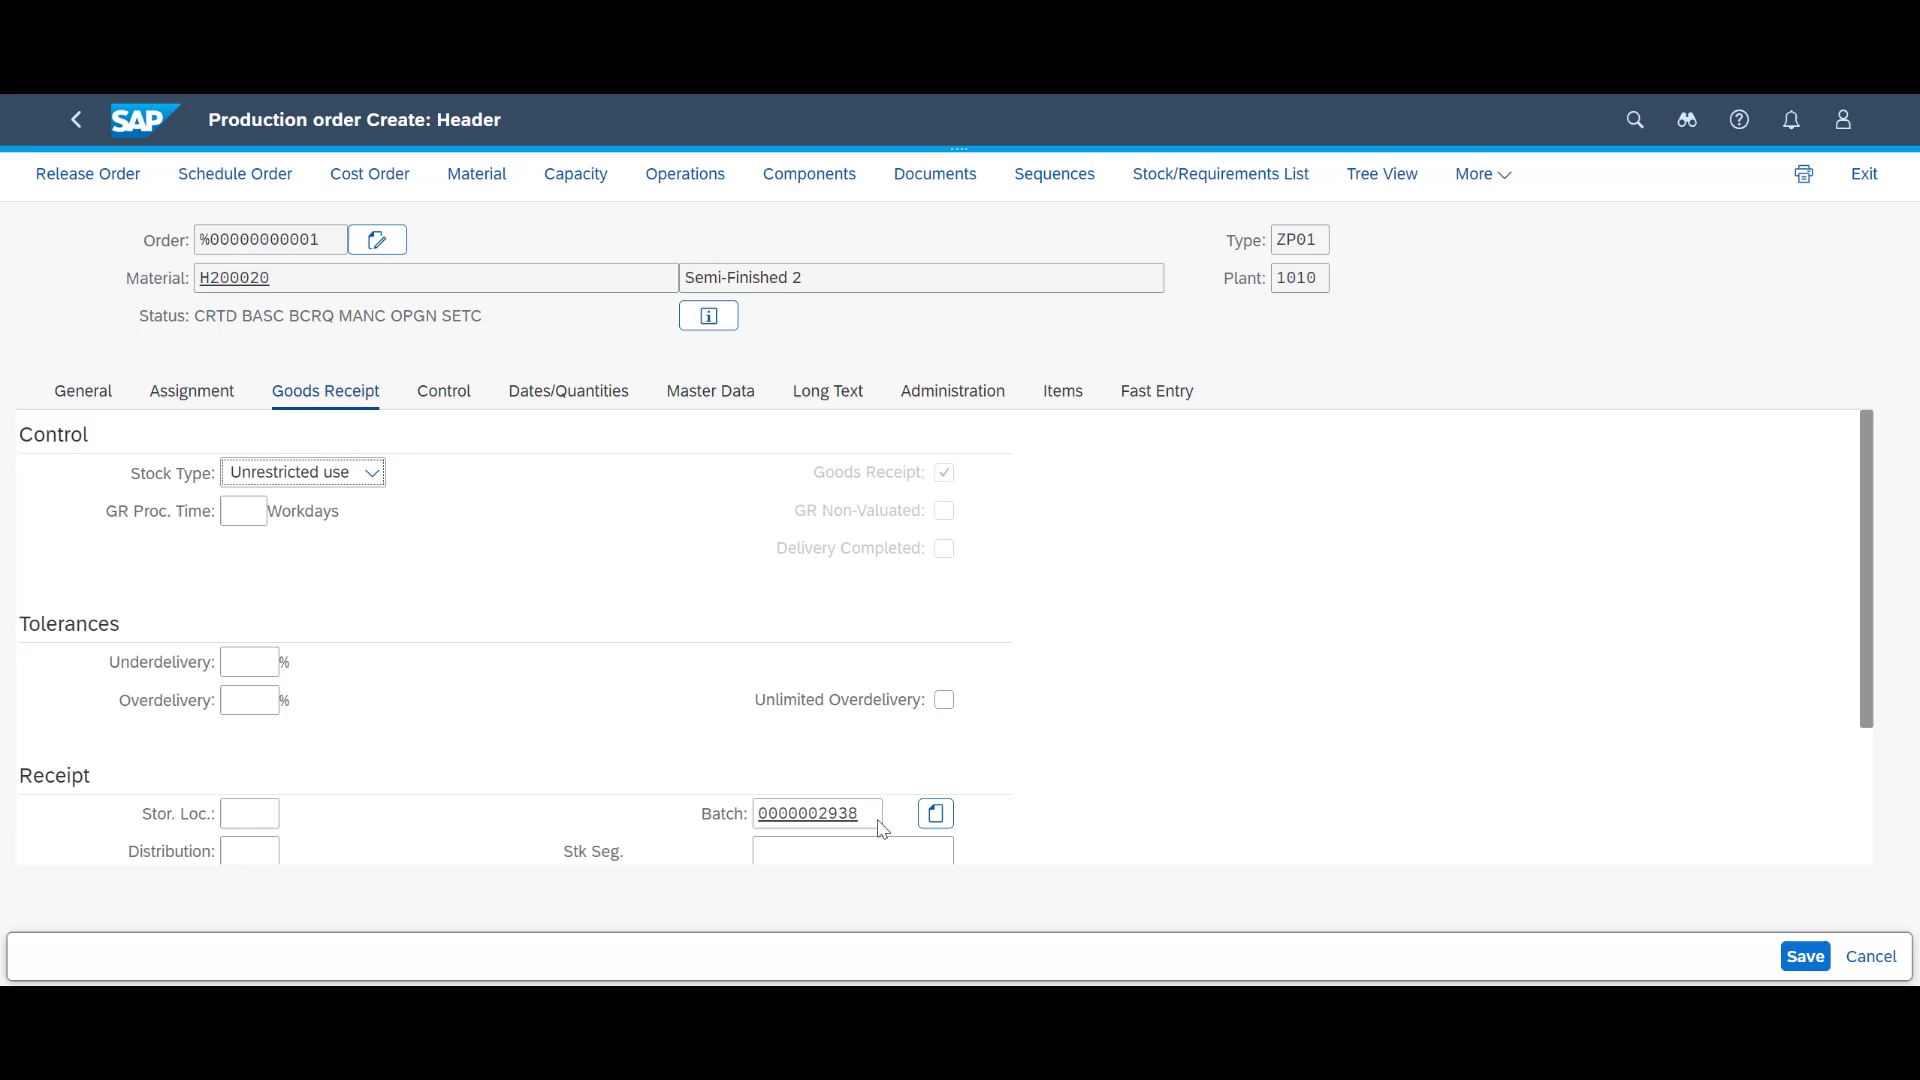 SAP Production order Create: Header
Release Order Schedule Order Cost Order Material Capacity Operations Components Documents Sequences Stock/Requirements List Tree View More Exit
Order: %00000000001 Type: ZP01
Material: H200020 Semi-Finished 2 Plant: 1010
Status: CRTD BASC BCRQ MANC OPGN SETC
General Assignment Goods Receipt Control Dates/Quantities Master Data Long Text Administration Items Fast Entry
Control
Stock Type: Unrestricted use Goods Receipt:
GR Proc. Time: Workdays GR Non-Valuated:
Delivery Completed:
Tolerances
Underdelivery: %
Overdelivery: % Unlimited Overdelivery:
Receipt
Stor. Loc.: Batch: 0000002938
Distribution: Stk Seg.
Save Cancel